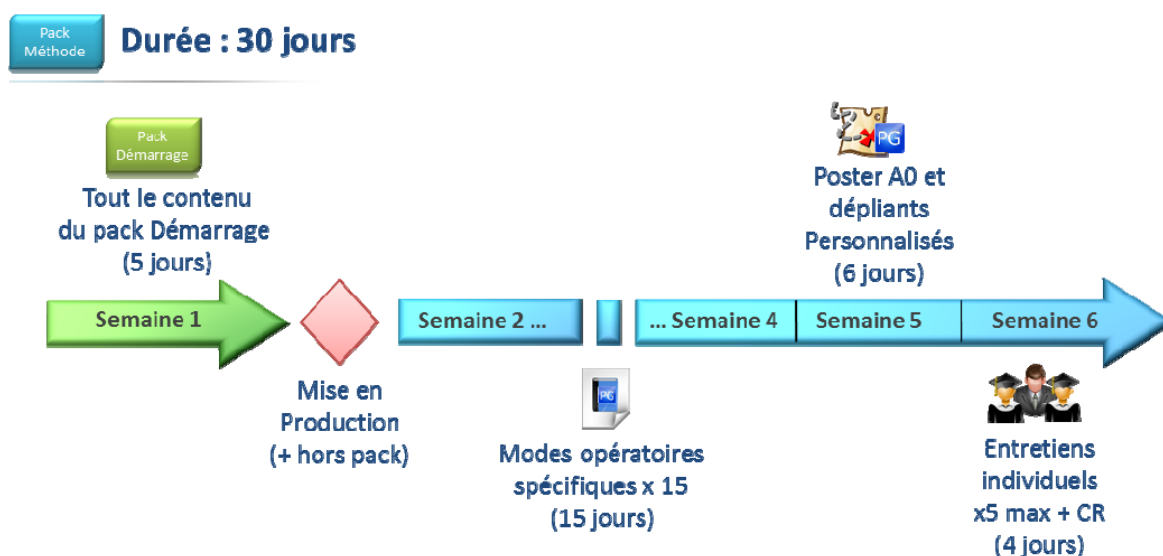 Pack
Méthode
Durée : 30 jours
Pack
Démarrage
Tout le contenu
du pack Démarrage
(5 jours)
PG
Poster A0 et
dépliants
Personnalisés
(6 jours)
Semaine 1
Semaine 2 ...
... Semaine 4
Semaine 5
Semaine 6
Mise en
Production
(+ hors pack)
PG
Modes opératoires
spécifiques x 15
(15 jours)
Entretiens
individuels
x5 max + CR
(4 jours)